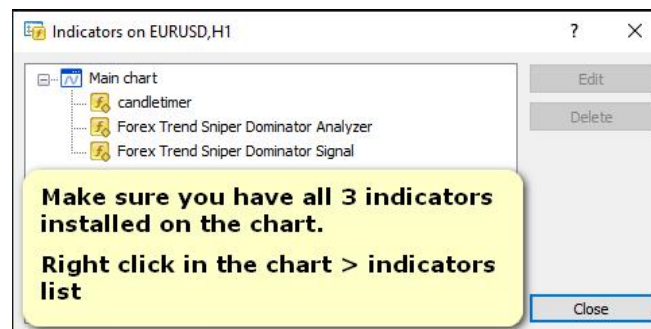 Indicators on EURUSD,H1
?
Main chart
Edit
candletimer
Delete
Forex Trend Sniper Dominator Analyzer
Forex Trend Sniper Dominator Signal
Make sure you have all 3 indicators
installed on the chart.
Right click in the chart > indicators
list
Close